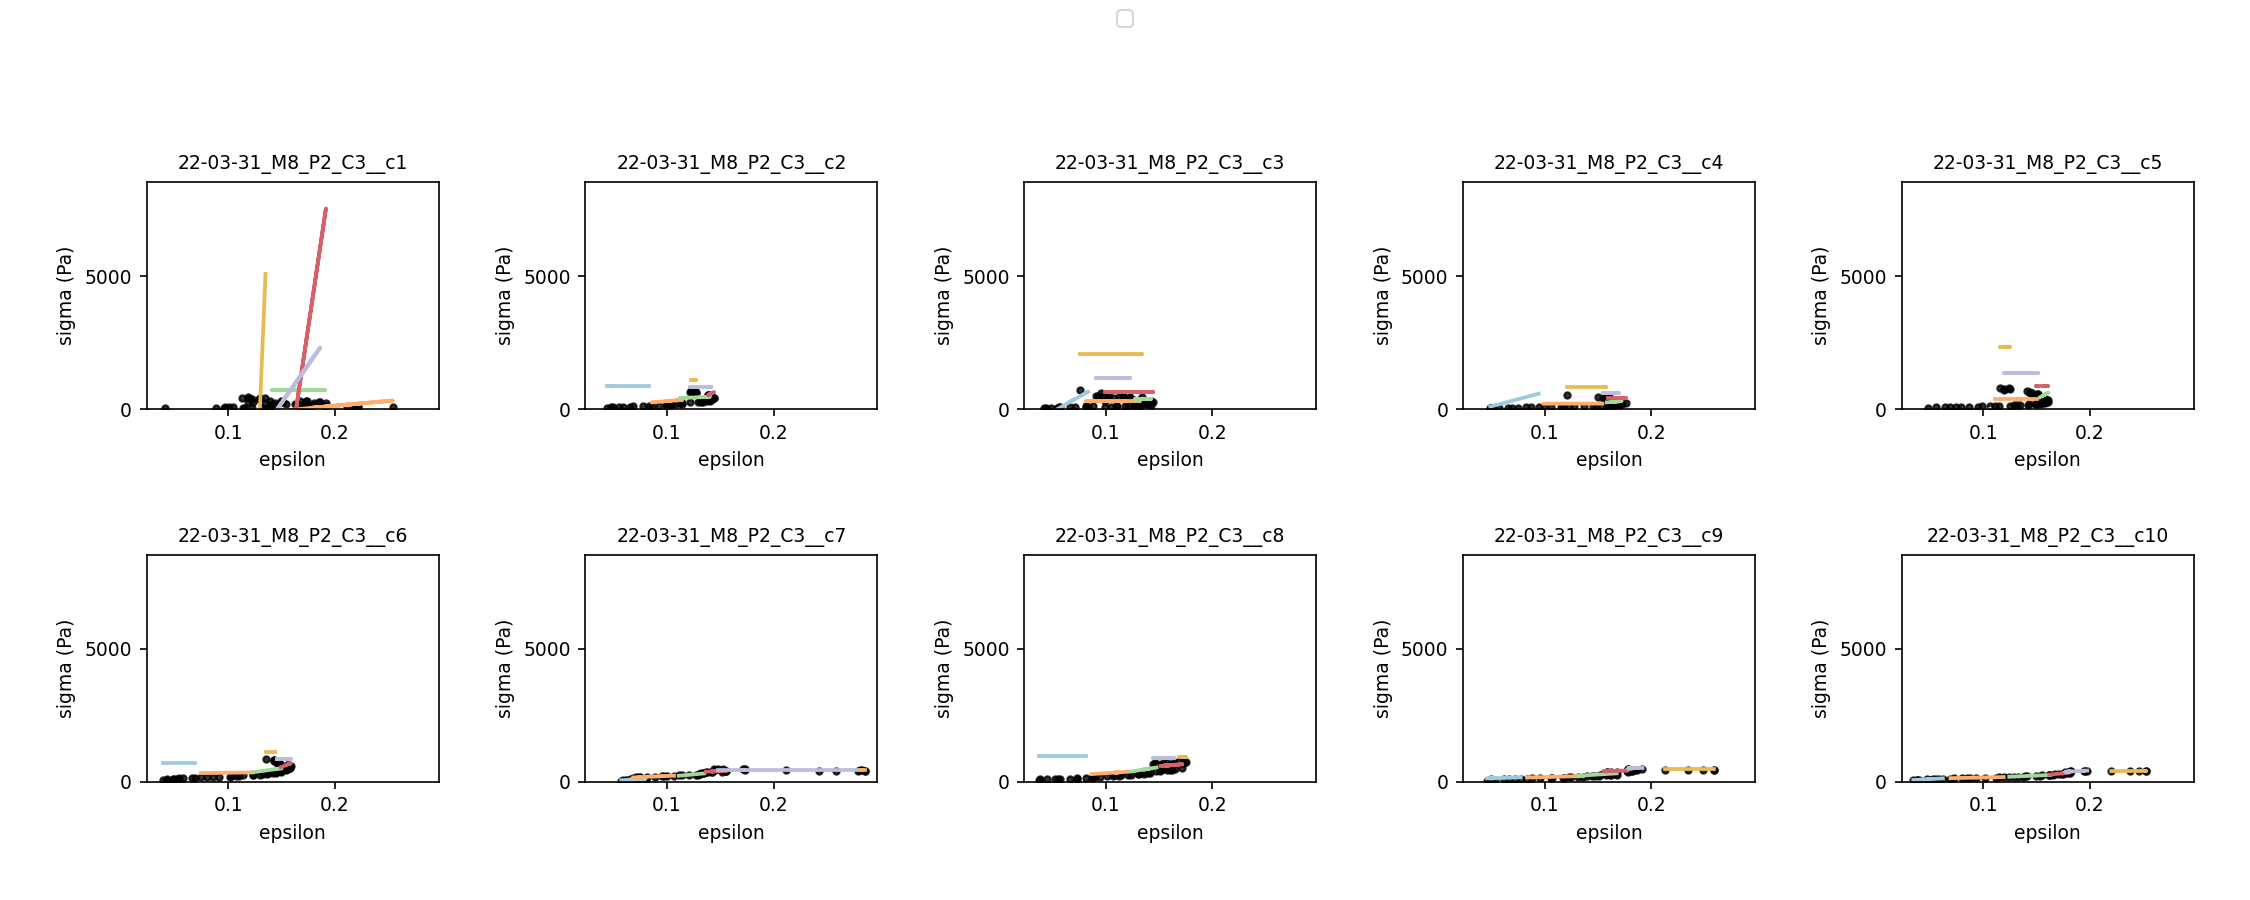 22-03-31_M8_P2_C3__c1
22-03-31_M8_P2_C3__c2
22-03-31_M8_P2_C3__c3
22-03-31_M8_P2_C3__c4
22-03-31_M8_P2_C3__c5
sigma (Pa)
5000
0
0.1
0.2
epsilon
sigma (Pa)
5000
0
0.1
0.2
epsilon
sigma (Pa)
5000
0
0.1
0.2
epsilon
sigma (Pa)
5000
0
0.1
0.2
epsilon
sigma (Pa)
5000
0
0.1
0.2
epsilon
22-03-31_M8_P2_C3__c6
22-03-31_M8_P2_C3__c7
22-03-31_M8_P2_C3__c8
22-03-31_M8_P2_C3__c9
22-03-31_M8_P2_C3__c10
sigma (Pa)
5000
0
0.1
0.2
epsilon
sigma (Pa)
5000
0
0.1
0.2
epsilon
sigma (Pa)
5000
0
0.1
0.2
epsilon
sigma (Pa)
5000
0
0.1
0.2
epsilon
sigma (Pa)
5000
0
0.1
0.2
epsilon